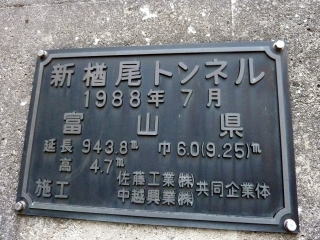 新楢尾トンネル
1988年7月
富山県
延長943.8m 巾6.0(9.25)m
高 4.7m
施工 佐藤工業㈱ 中越興業㈱ 共同企業体